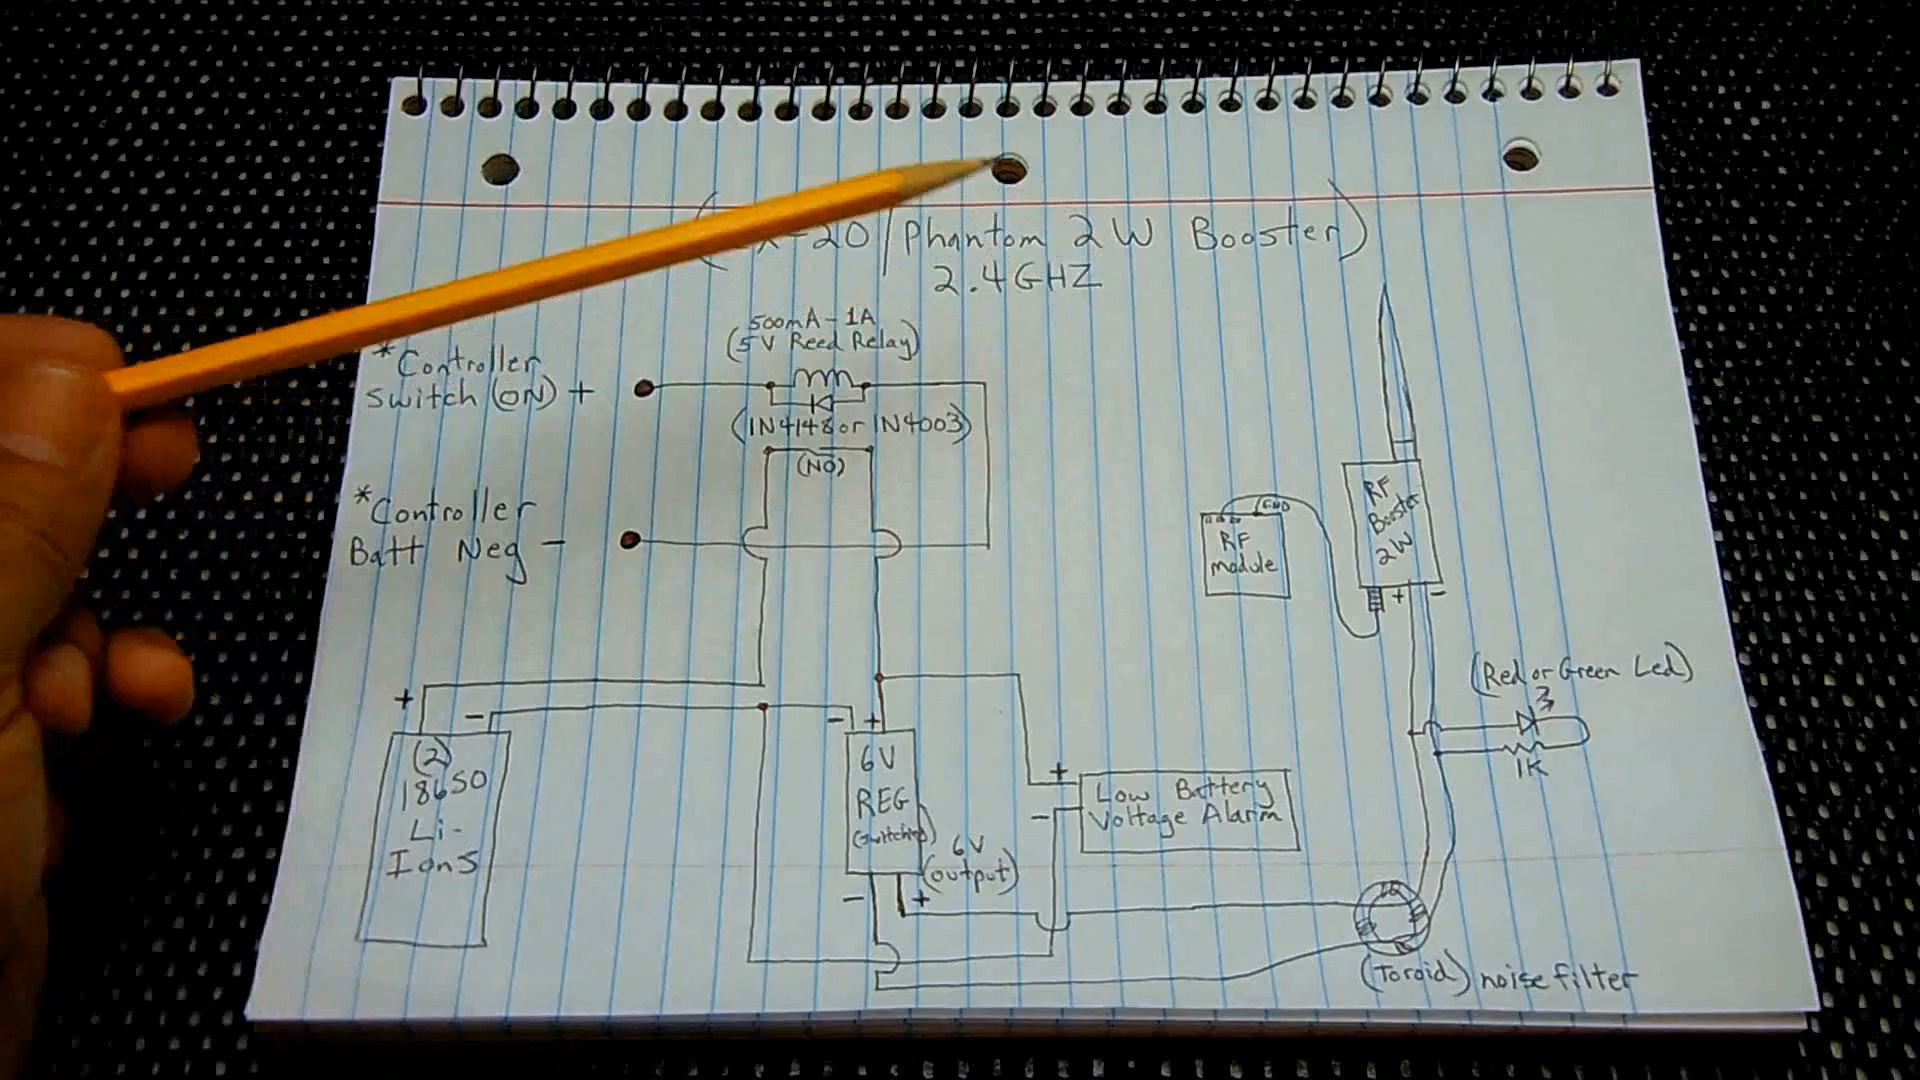 -20/Phantom 2W Booster)
2.4GHZ
500mA-1A
(5V Reed Relay)
*Controller
Switch (ON) +
(1N4148 or 1N4003)
(NO)
*Controller
Batt Neg -
GND
RF
module
RF
Booster
2W
+ -
(Red or Green Led)
1K
+ -
(2)
18650
Li-
Ions
- +
6V
REG
(switching)
6V
(output)
- +
+
-
Low Battery
Voltage Alarm
(Toroid) noise filter